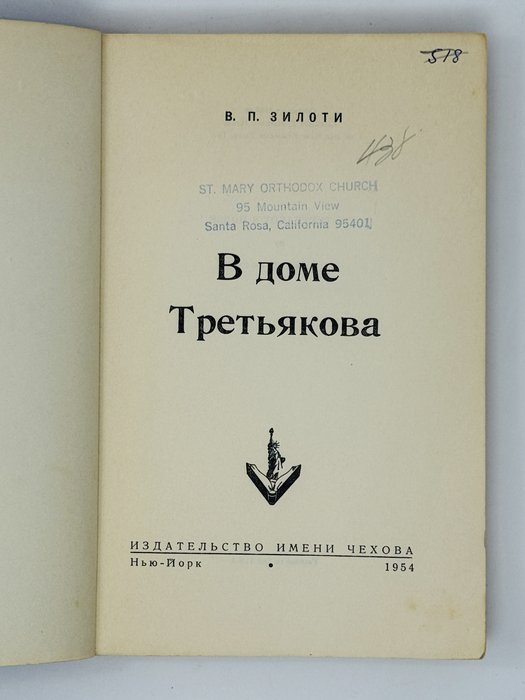 518
В. П. ЗИЛОТИ
438
ST. MARY ORTHODOX CHURCH
95 Mountain View
Santa Rosa, California 95401
В доме
Третьякова
ИЗДАТЕЛЬСТВО ИМЕНИ ЧЕХОВА
Нью-Йорк • 1954